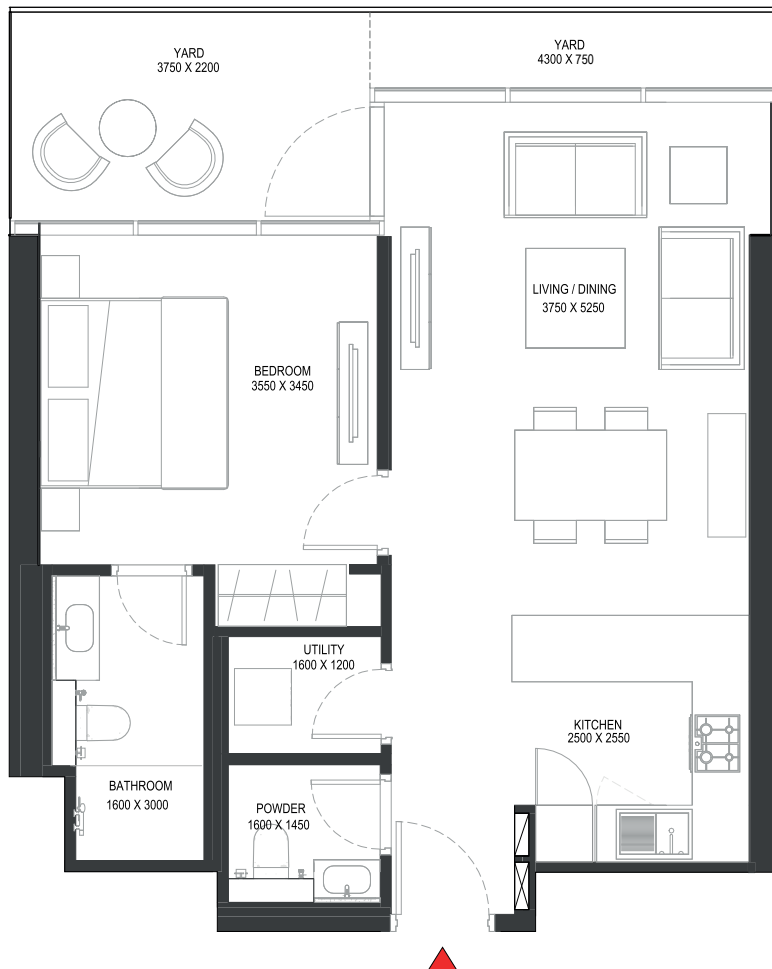 YARD
3750 X 2200
YARD
4300 X 750
LIVING / DINING
3750 X 5250
BEDROOM
3550 X 3450
UTILITY
1600 X 1200
KITCHEN
2500 X 2550
BATHROOM
1600 X 3000
POWDER
1600 X 1450